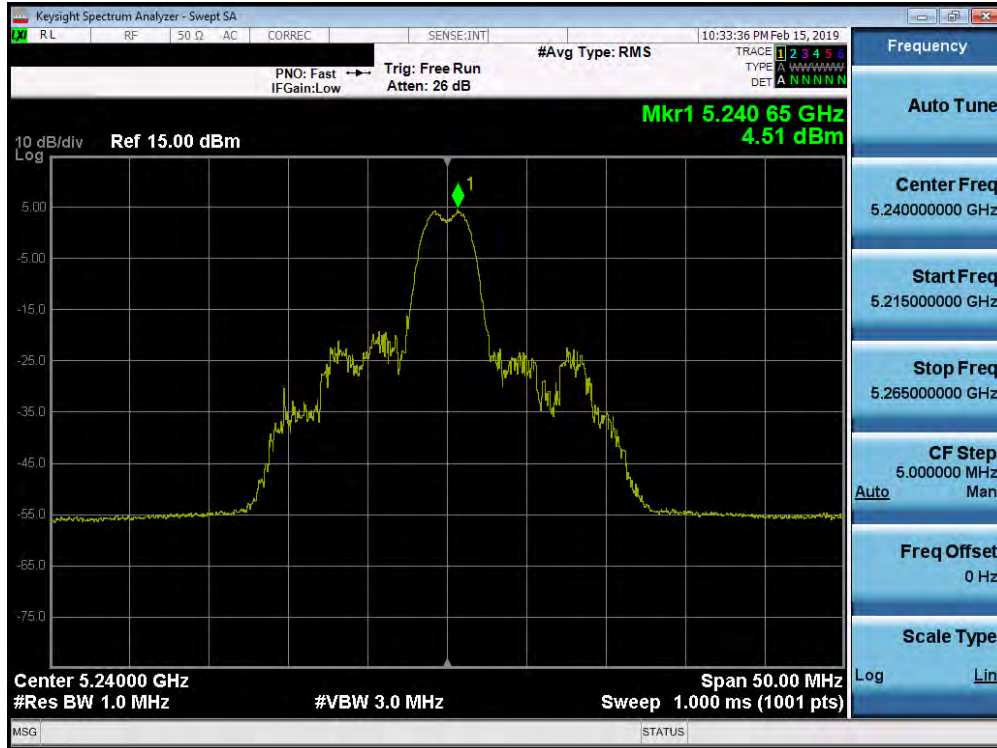 Keysight Spectrum Analyzer - Swept SA
LXI RL RF 50 Ω AC CORREC SENSE:INT 10:33:36 PM Feb 15, 2019
#Avg Type: RMS TRACE 1 2 3 4 5 6
PNO: Fast Trig: Free Run TYPE A WWWWW
IFGain:Low Atten: 26 dB DET A N N N N N
Mkr1 5.240 65 GHz
4.51 dBm
10 dB/div Ref 15.00 dBm
Log
1
5.00
-5.00
-15.0
-25.0
-35.0
-45.0
-55.0
-65.0
-75.0
Center 5.24000 GHz Span 50.00 MHz
#Res BW 1.0 MHz #VBW 3.0 MHz Sweep 1.000 ms (1001 pts)
MSG STATUS
Frequency
Auto Tune
Center Freq
5.240000000 GHz
Start Freq
5.215000000 GHz
Stop Freq
5.265000000 GHz
CF Step
5.000000 MHz
Auto Man
Freq Offset
0 Hz
Scale Type
Log Lin